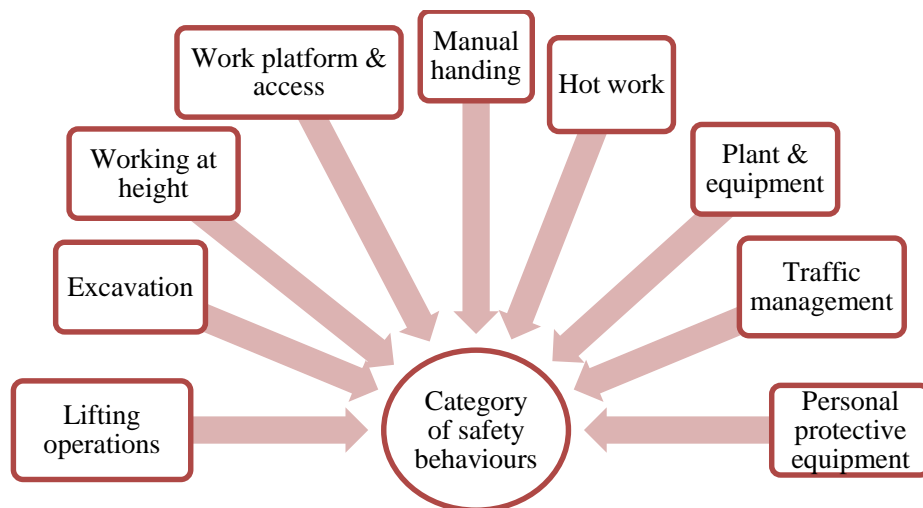 Manual
handing
Work platform &
access
Hot work
Working at
height
Plant &
equipment
Excavation
Traffic
management
Lifting
operations
Category
of safety
behaviours
Personal
protective
equipment